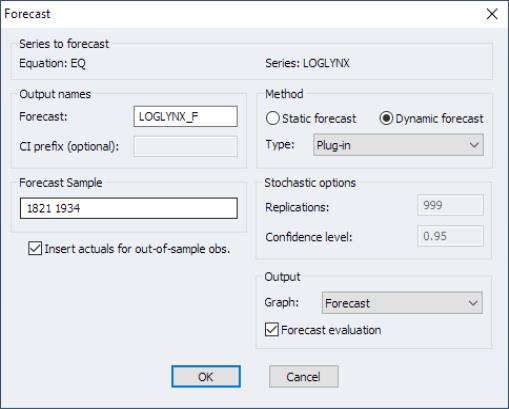 Forecast
Series to forecast
Equation: EQ
Series: LOGLYNX
Output names
Forecast: LOGLYNX_F
CI prefix (optional):
Method
Static forecast Dynamic forecast
Type: Plug-in
Forecast Sample
1821 1934
Insert actuals for out-of-sample obs.
Stochastic options
Replications: 999
Confidence level: 0.95
Output
Graph: Forecast
Forecast evaluation
OK
Cancel